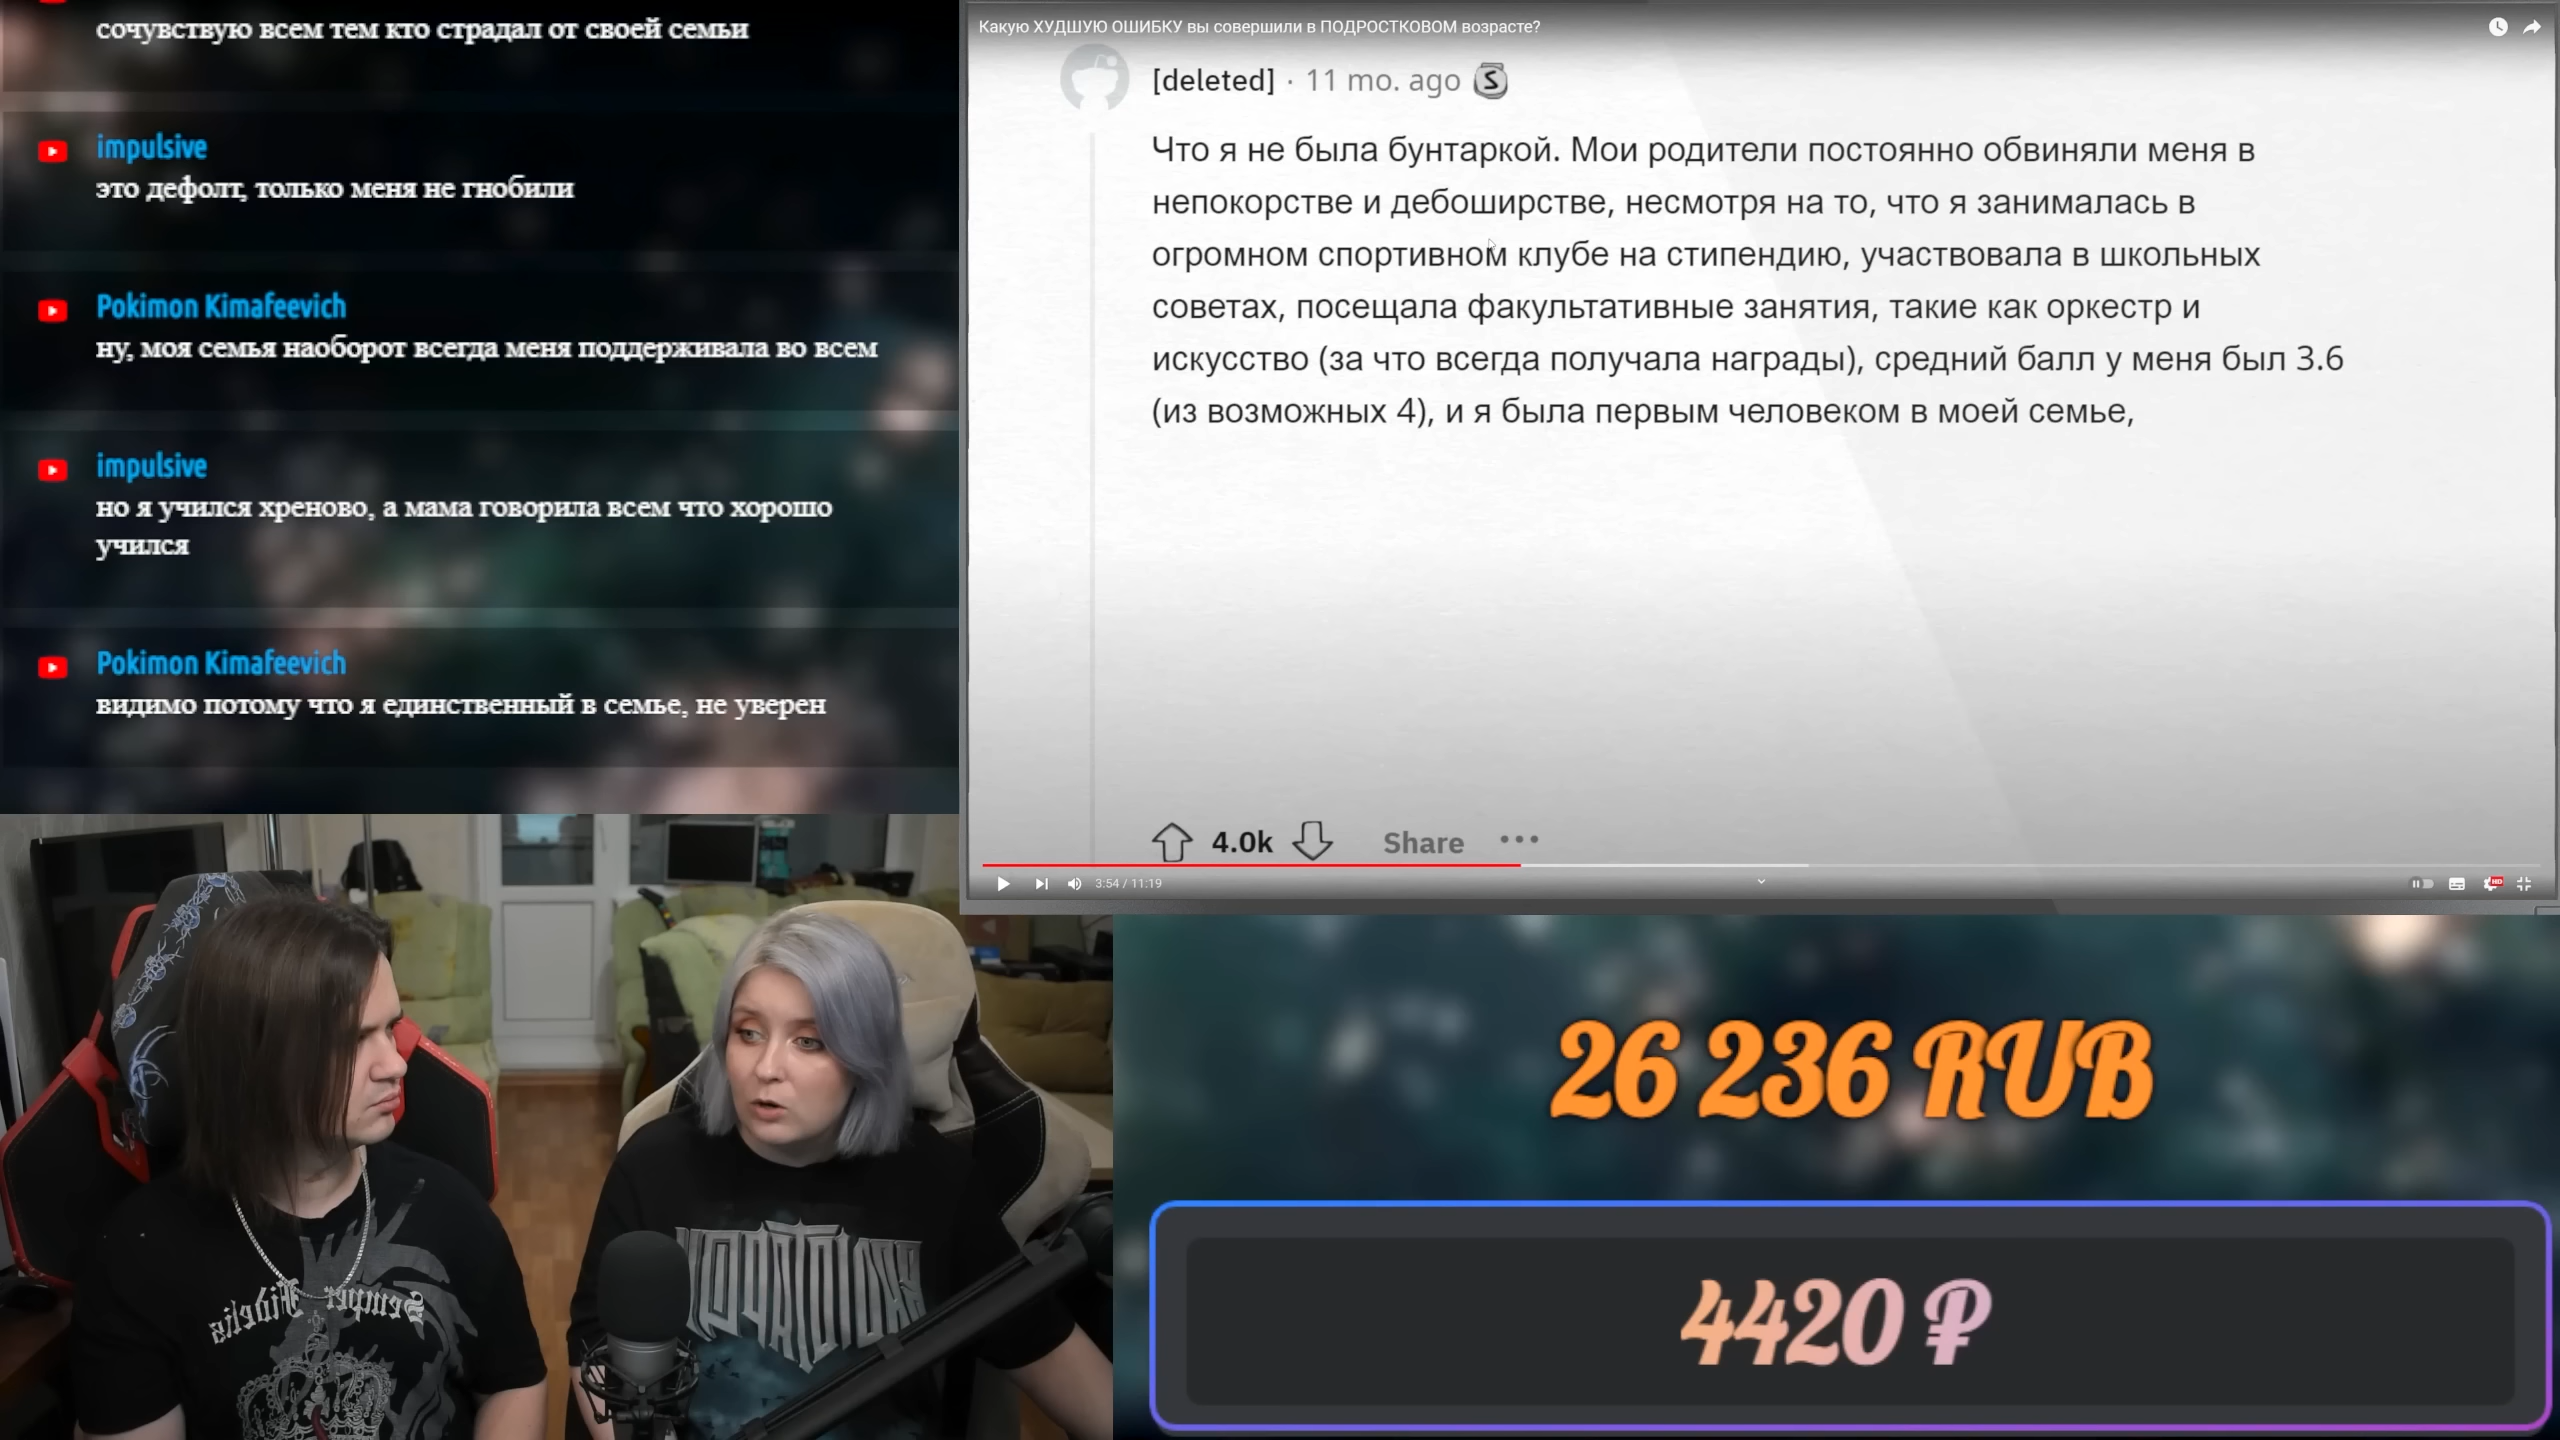 сочувствую всем тем кто страдал от своей семьи
impulsive
это дефолт, только меня не гнобили
Pokimon Kimafeevich
ну, моя семья наоборот всегда меня поддерживала во всем
impulsive
но я учился хреново, а мама говорила всем что хорошо
учился
Pokimon Kimafeevich
видимо потому что я единственный в семье, не уверен
Какую ХУДШУЮ ОШИБКУ вы совершили в ПОДРОСТКОВОМ возрасте?
[deleted] · 11 mo. ago S
Что я не была бунтаркой. Мои родители постоянно обвиняли меня в
непокорстве и дебоширстве, несмотря на то, что я занималась в
огромном спортивном клубе на стипендию, участвовала в школьных
советах, посещала факультативные занятия, такие как оркестр и
искусство (за что всегда получала награды), средний балл у меня был 3.6
(из возможных 4), и я была первым человеком в моей семье,
4.0k Share •••
3:54 / 11:19
HD
26 236 RUB
4420 ₽
Semper Fidelis